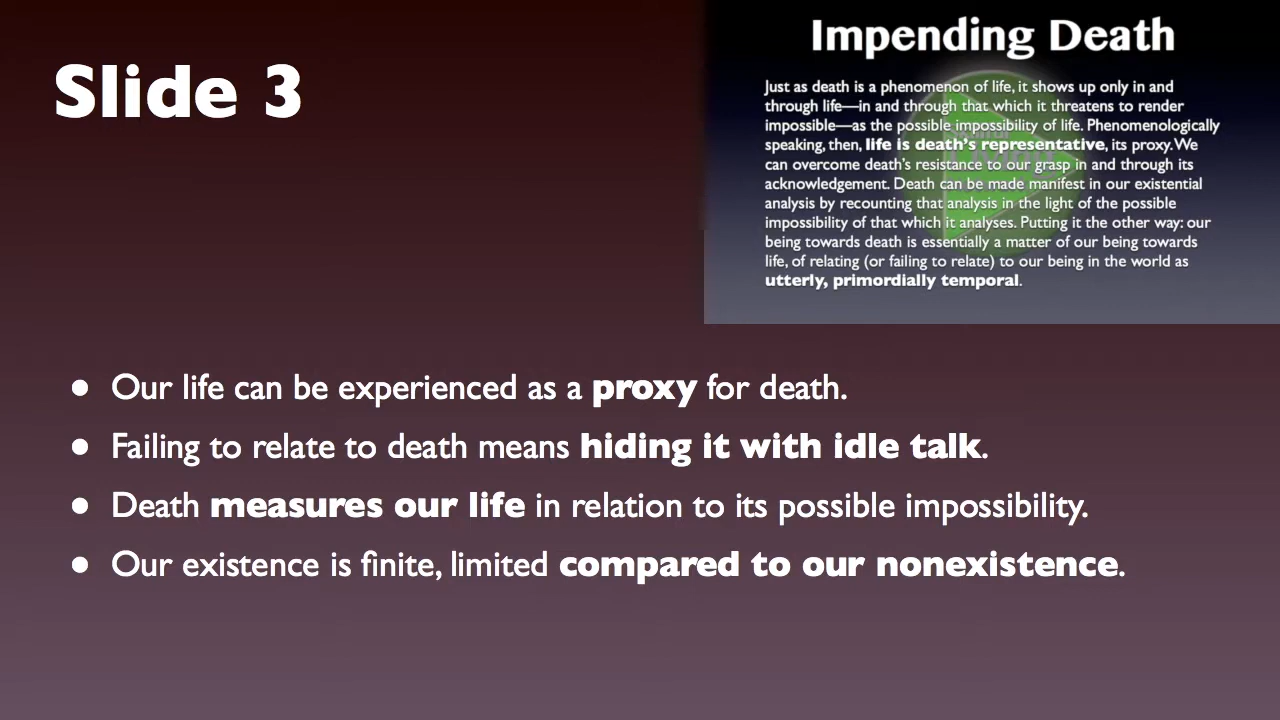 Slide 3
Impending Death
Just as death is a phenomenon of life, it shows up only in and
through life—in and through that which it threatens to render
impossible—as the possible impossibility of life. Phenomenologically
speaking, then, life is death's representative, its proxy. We
can overcome death's resistance to our grasp in and through its
acknowledgement. Death can be made manifest in our existential
analysis by recounting that analysis in the light of the possible
impossibility of that which it analyses. Putting it the other way: our
being towards death is essentially a matter of our being towards
life, of relating (or failing to relate) to our being in the world as
utterly, primordially temporal.
● Our life can be experienced as a proxy for death.
● Failing to relate to death means hiding it with idle talk.
● Death measures our life in relation to its possible impossibility.
● Our existence is finite, limited compared to our nonexistence.